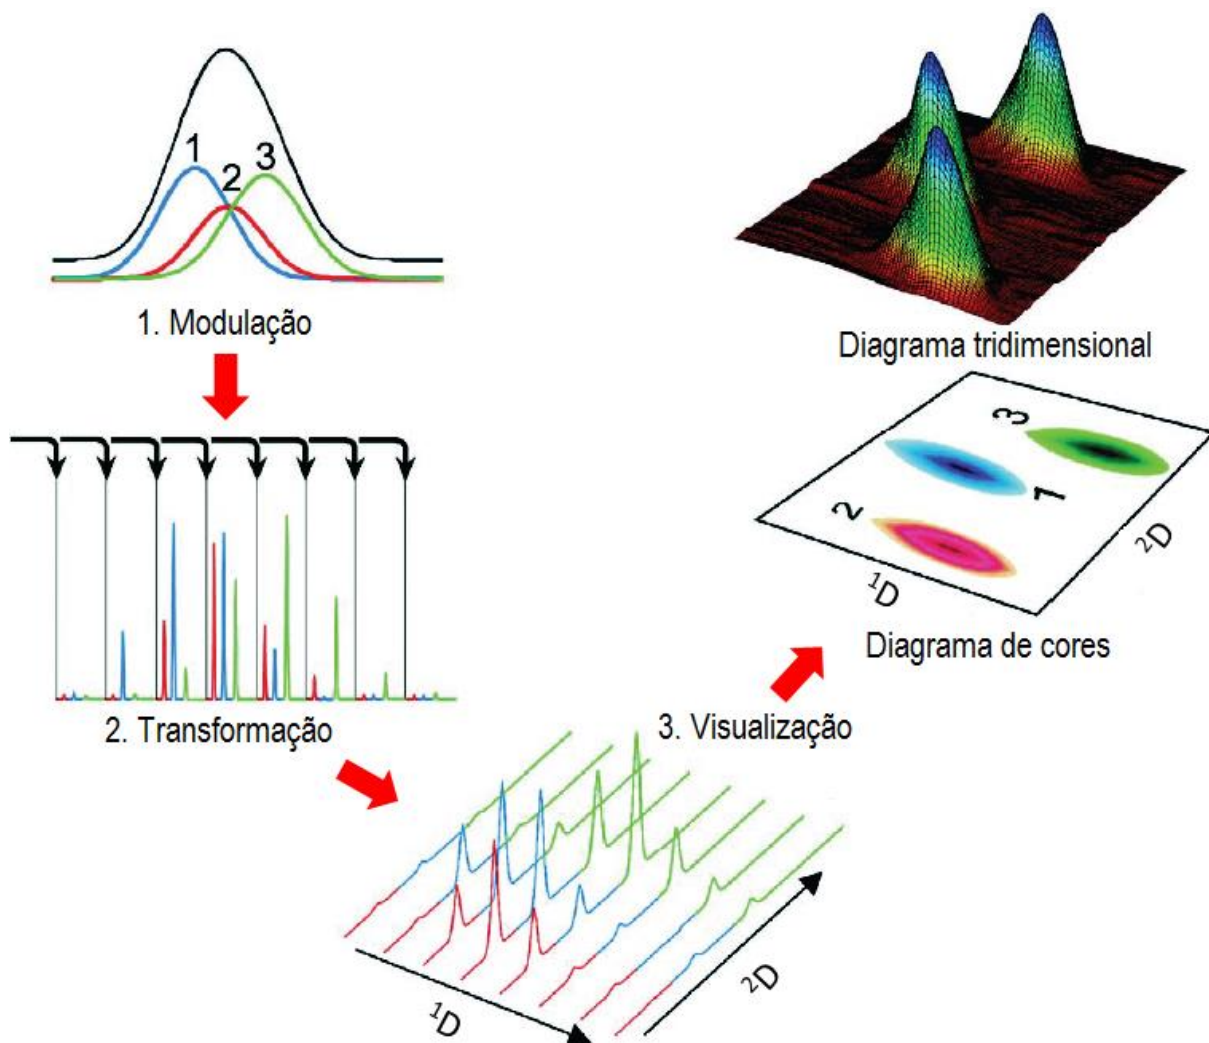 1
2
3
1. Modulação
2. Transformação
3. Visualização
¹D
²D
Diagrama tridimensional
3
1
2
¹D
²D
Diagrama de cores